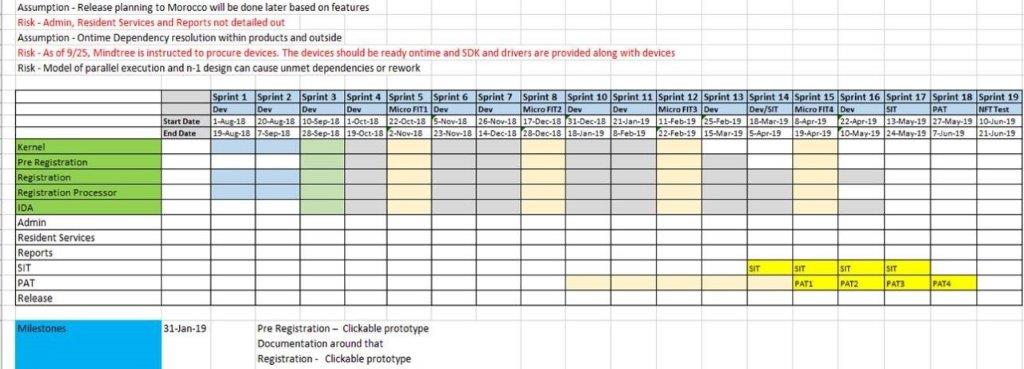 Assumption - Release planning to Morocco will be done later based on features
Risk - Admin, Resident Services and Reports not detailed out
Assumption - Ontime Dependency resolution within products and outside
Risk - As of 9/25, Mindtree is instructed to procure devices. The devices should be ready ontime and SDK and drivers are provided along with devices
Risk - Model of parallel execution and n-1 design can cause unmet dependencies or rework
Sprint 1 Sprint 2 Sprint 3 Sprint 4 Sprint 5 Sprint 6 Sprint 7 Sprint 8 Sprint 9 Sprint 10 Sprint 11 Sprint 12 Sprint 13 Sprint 14 Sprint 15 Sprint 16 Sprint 17 Sprint 18 Sprint 19
Dev Dev Dev Dev Micro FIT1 Dev Dev Micro FIT2 Dev Dev Micro FIT3 Dev Dev/SIT Micro FIT4 Dev SIT PAT NFT Test
Start Date 1-Aug-18 20-Aug-18 10-Sep-18 1-Oct-18 22-Oct-18 5-Nov-18 26-Nov-18 17-Dec-18 31-Dec-18 21-Jan-19 11-Feb-19 25-Feb-19 18-Mar-19 8-Apr-19 22-Apr-19 13-May-19 27-May-19 10-Jun-19
End Date 19-Aug-18 7-Sep-18 28-Sep-18 19-Oct-18 2-Nov-18 23-Nov-18 14-Dec-18 28-Dec-18 18-Jan-19 8-Feb-19 22-Feb-19 15-Mar-19 5-Apr-19 19-Apr-19 10-May-19 24-May-19 7-Jun-19 21-Jun-19
Kernel
Pre Registration
Registration
Registration Processor
IDA
Admin
Resident Services
Reports
SIT SIT SIT SIT SIT
PAT PAT1 PAT2 PAT3 PAT4
Release
Milestones 31-Jan-19 Pre Registration – Clickable prototype
Documentation around that
Registration - Clickable prototype